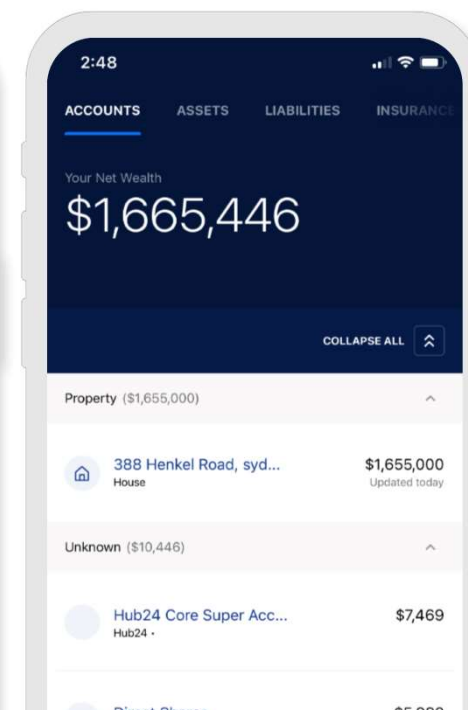 2:48
ACCOUNTS ASSETS LIABILITIES INSURANCE
Your Net Wealth
$1,665,446
COLLAPSE ALL
Property ($1,655,000)
388 Henkel Road, syd... $1,655,000
House Updated today
Unknown ($10,446)
Hub24 Core Super Acc... $7,469
Hub24 ·